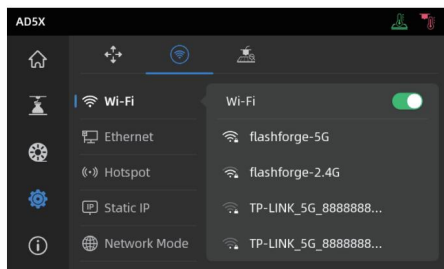 AD5X
Wi-Fi
Ethernet
Hotspot
IP Static IP
Network Mode
Wi-Fi
flashforge-5G
flashforge-2.4G
TP-LINK_5G_8888888...
TP-LINK_5G_8888888...